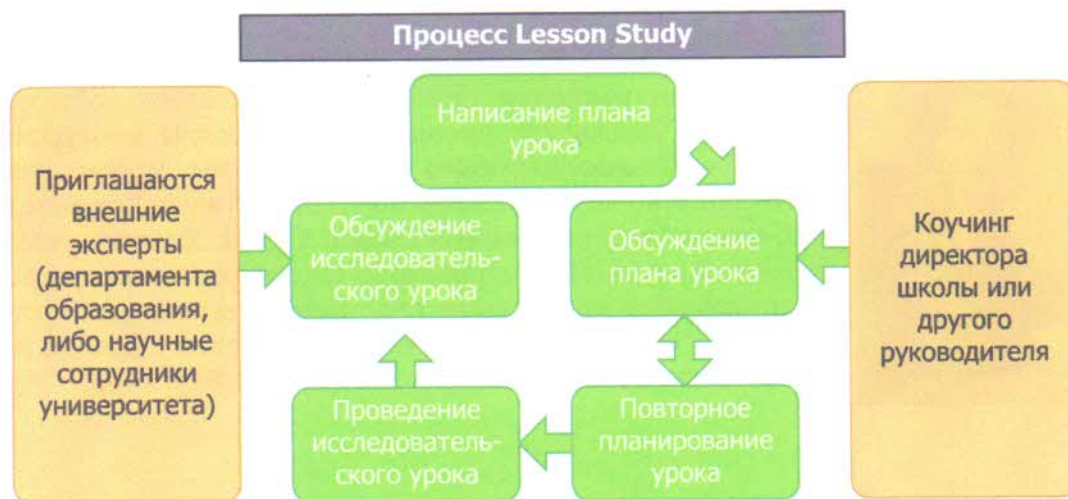 Процесс Lesson Study
Написание плана
урока
Приглашаются
внешние
эксперты
(департамента
образования,
либо научные
сотрудники
университета)
Обсуждение
исследователь-
ского урока
Обсуждение
плана урока
Коучинг
директора
школы или
другого
руководителя
Проведение
исследователь-
ского урока
Повторное
планирование
урока